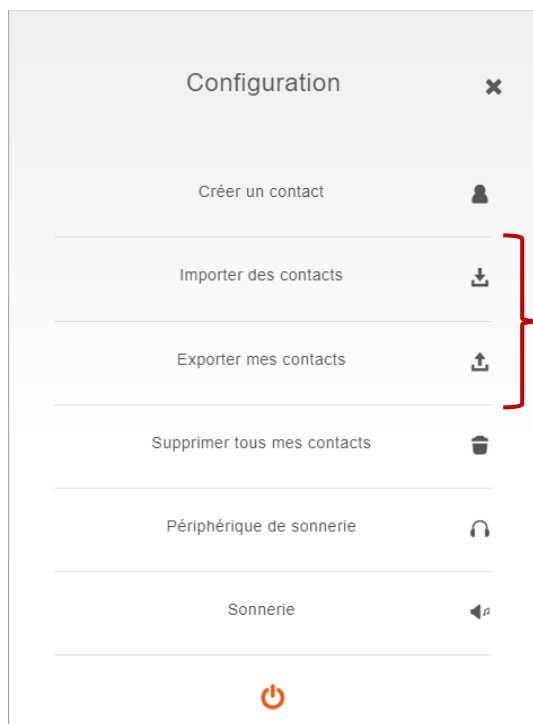 Configuration
Créer un contact
Importer des contacts
Exporter mes contacts
Supprimer tous mes contacts
Périphérique de sonnerie
Sonnerie